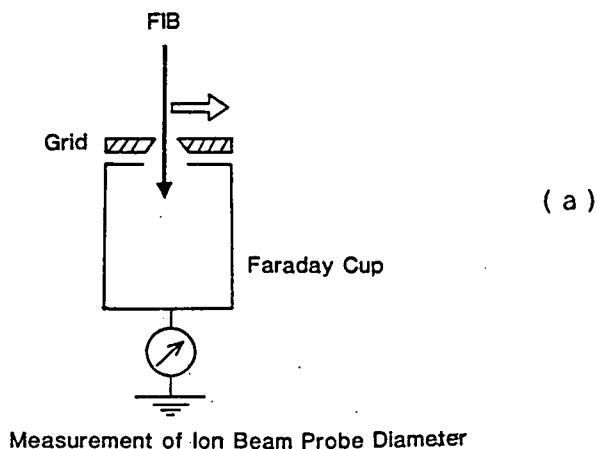 FIB
Grid
( a )
Faraday Cup
Measurement of Ion Beam Probe Diameter